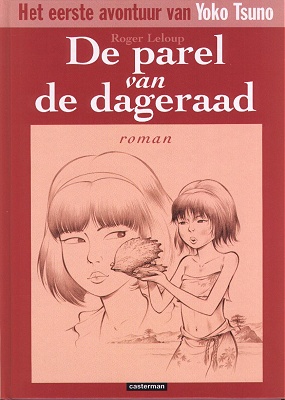 Het eerste avontuur van Yoko Tsuno
Roger Leloup
De parel
van
de dageraad
roman
casterman